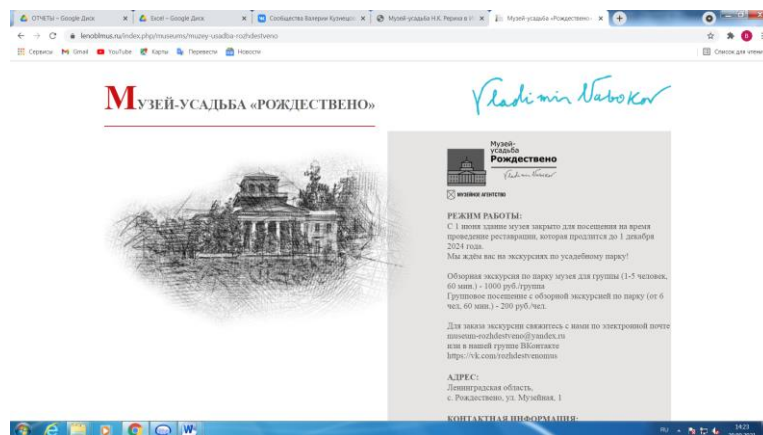 ОТЧЕТы – Google Диск
Excel – Google Диск
Сообщества Валерии Кузнецо
Музей-усадьба Н.К. Рериха в И
Музей-усадьба «Рождествено»
lenoblmus.ru/index.php/museums/muzey-usadba-rozhdestveno
Сервисы
Gmail
YouTube
Карты
Перевести
Новости
Список для чтения
МУЗЕЙ-УСАДЬБА «РОЖДЕСТВЕНО»
Vladimir Nabokov
Музей-
усадьба
Рождествено
Vladimir Nabokov
МУЗЕЙНОЕ АГЕНТСТВО
РЕЖИМ РАБОТЫ:
С 1 июня здание музея закрыто для посещения на время
проведение реставрации, которая продлится до 1 декабря
2024 года.
Мы ждём вас на экскурсиях по усадебному парку!
Обзорная экскурсия по парку музея для группы (1-5 человек,
60 мин.) - 1000 руб./группа
Групповое посещение с обзорной экскурсией по парку (от 6
чел, 60 мин.) - 200 руб./чел.
Для заказа экскурсии свяжитесь с нами по электронной почте
museum-rozhdestveno@yandex.ru
или в нашей группе ВКонтакте
https://vk.com/rozhdestvenomus
АДРЕС:
Ленинградская область,
с. Рождествено, ул. Музейная, 1
КОНТАКТНАЯ ИНФОРМАЦИЯ:
RU
14:23